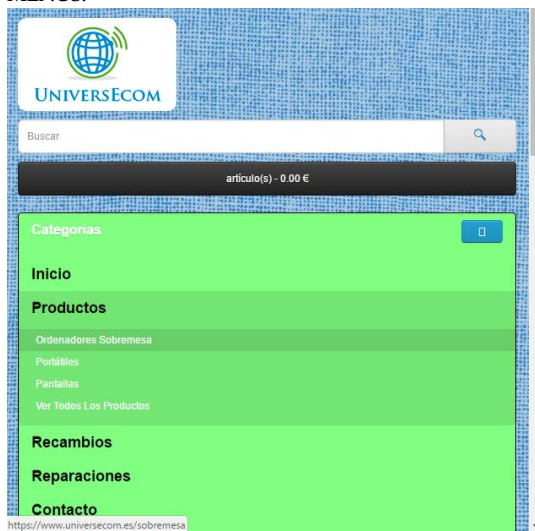 MENÚS.
UNIVERSECOM
Buscar
artículo(s) - 0.00 €
Categorías
Inicio
Productos
Ordenadores Sobremesa
Portátiles
Pantallas
Ver Todos Los Productos
Recambios
Reparaciones
Contacto
https://www.universecom.es/sobremesa